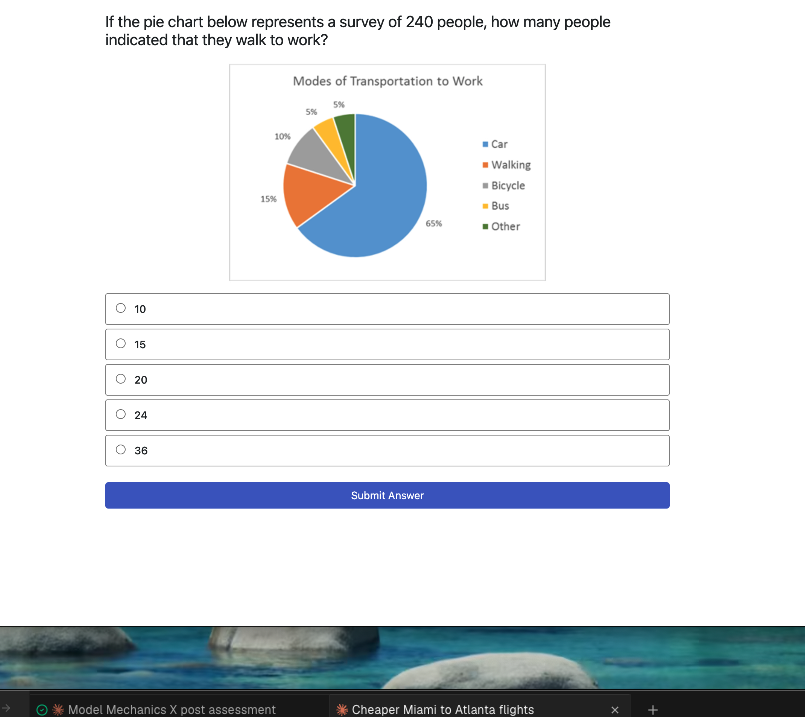 If the pie chart below represents a survey of 240 people, how many people
indicated that they walk to work?
Modes of Transportation to Work
5%
5%
10%
15%
65%
Car
Walking
Bicycle
Bus
Other
10
15
20
24
36
Submit Answer
Model Mechanics X post assessment
Cheaper Miami to Atlanta flights